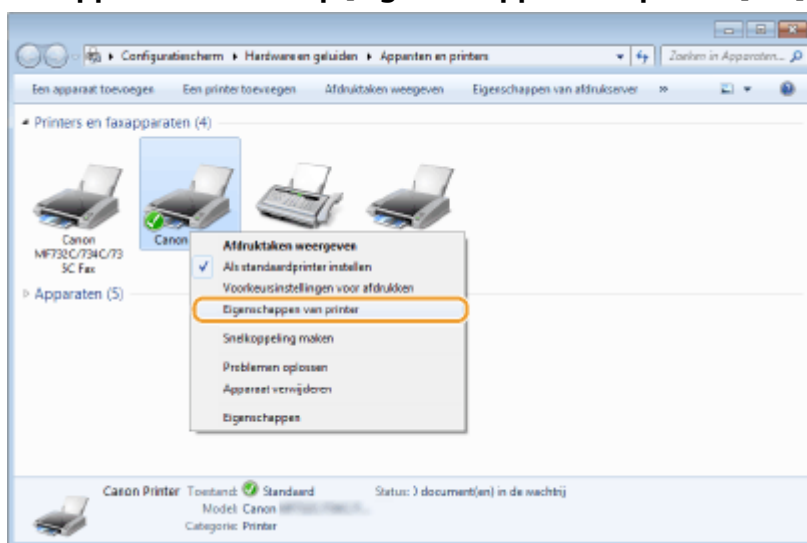 Configuratiescherm ▸ Hardware en geluiden ▸ Apparaten en printers
Zoeken in Apparaten...
Een apparaat toevoegen Een printer toevoegen Afdruktaken weergeven Eigenschappen van afdrukserver »
Printers en faxapparaten (4)
Canon
MF732C/734C/73
5C Fax
Canon
Afdruktaken weergeven
Als standaardprinter instellen
Voorkeursinstellingen voor afdrukken
Eigenschappen van printer
Snelkoppeling maken
Problemen oplossen
Apparaat verwijderen
Eigenschappen
Apparaten (5)
Canon Printer Toestand: Standaard Status: document(en) in de wachtrij
Model: Canon
Categorie: Printer